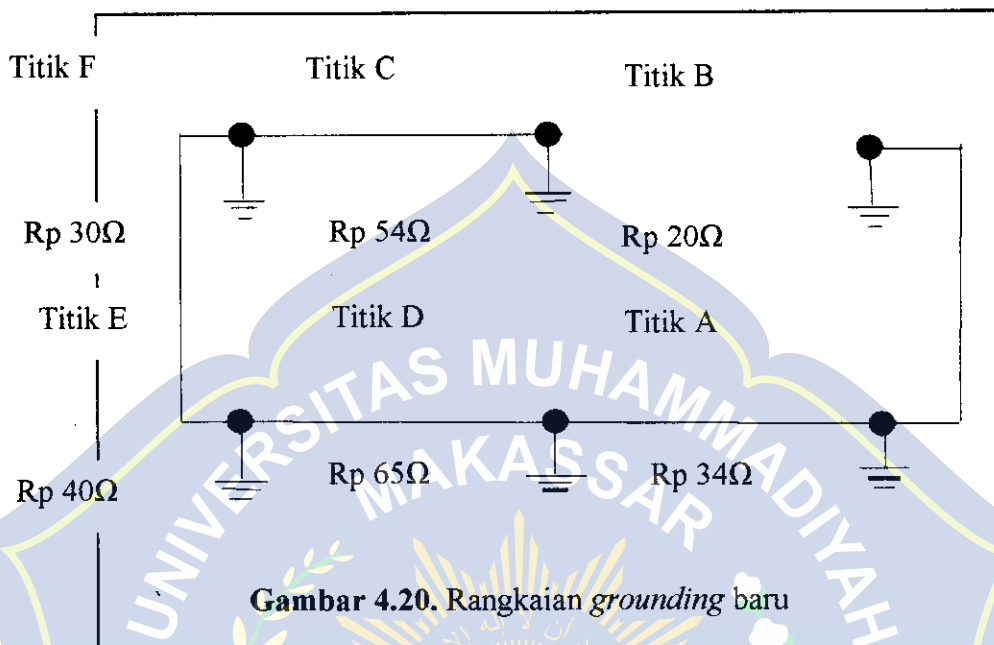 Titik F Titik C Titik B
Rp 30Ω Rp 54Ω Rp 20Ω
Titik E Titik D Titik A
Rp 40Ω Rp 65Ω Rp 34Ω
UNIVERSITAS MUHAMMADIYAH
MAKASSAR
Gambar 4.20. Rangkaian grounding baru